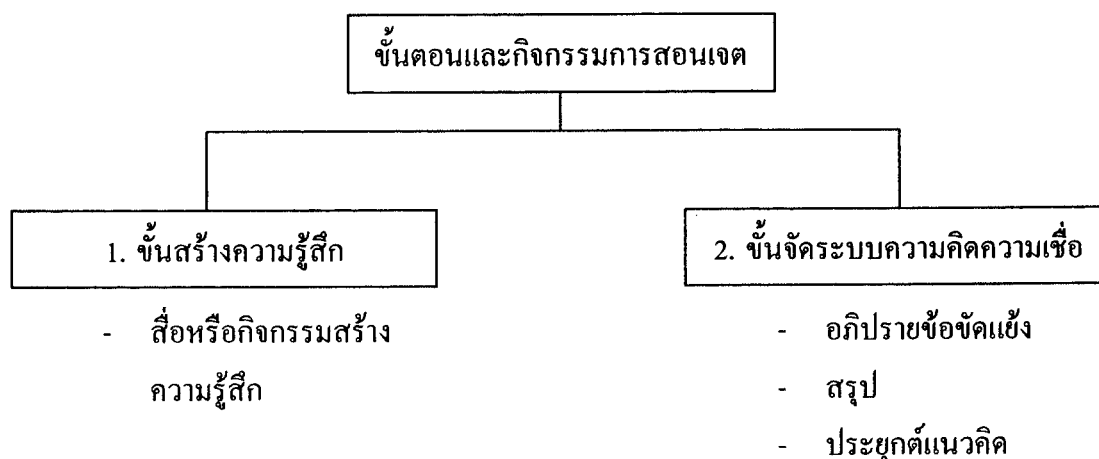 ขั้นตอนและกิจกรรมการสอนเจต
1. ขั้นสร้างความรู้สึก
2. ขั้นจัดระบบความคิดความเชื่อ
- สื่อหรือกิจกรรมสร้าง
ความรู้สึก
- อภิปรายข้อขัดแย้ง
- สรุป
- ประยุกต์แนวคิด